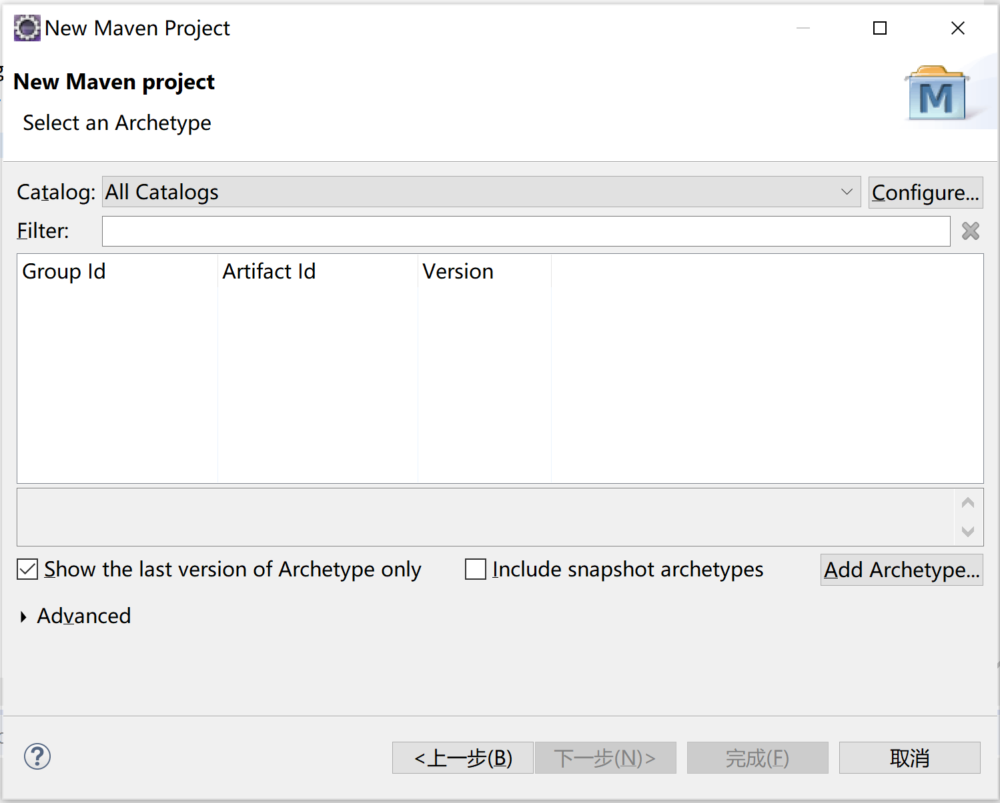 New Maven Project
New Maven project
Select an Archetype
M
Catalog: All Catalogs Configure...
Filter:
Group Id Artifact Id Version
Show the last version of Archetype only Include snapshot archetypes Add Archetype...
Advanced
? <上一步(B) 下一步(N)> 完成(F) 取消